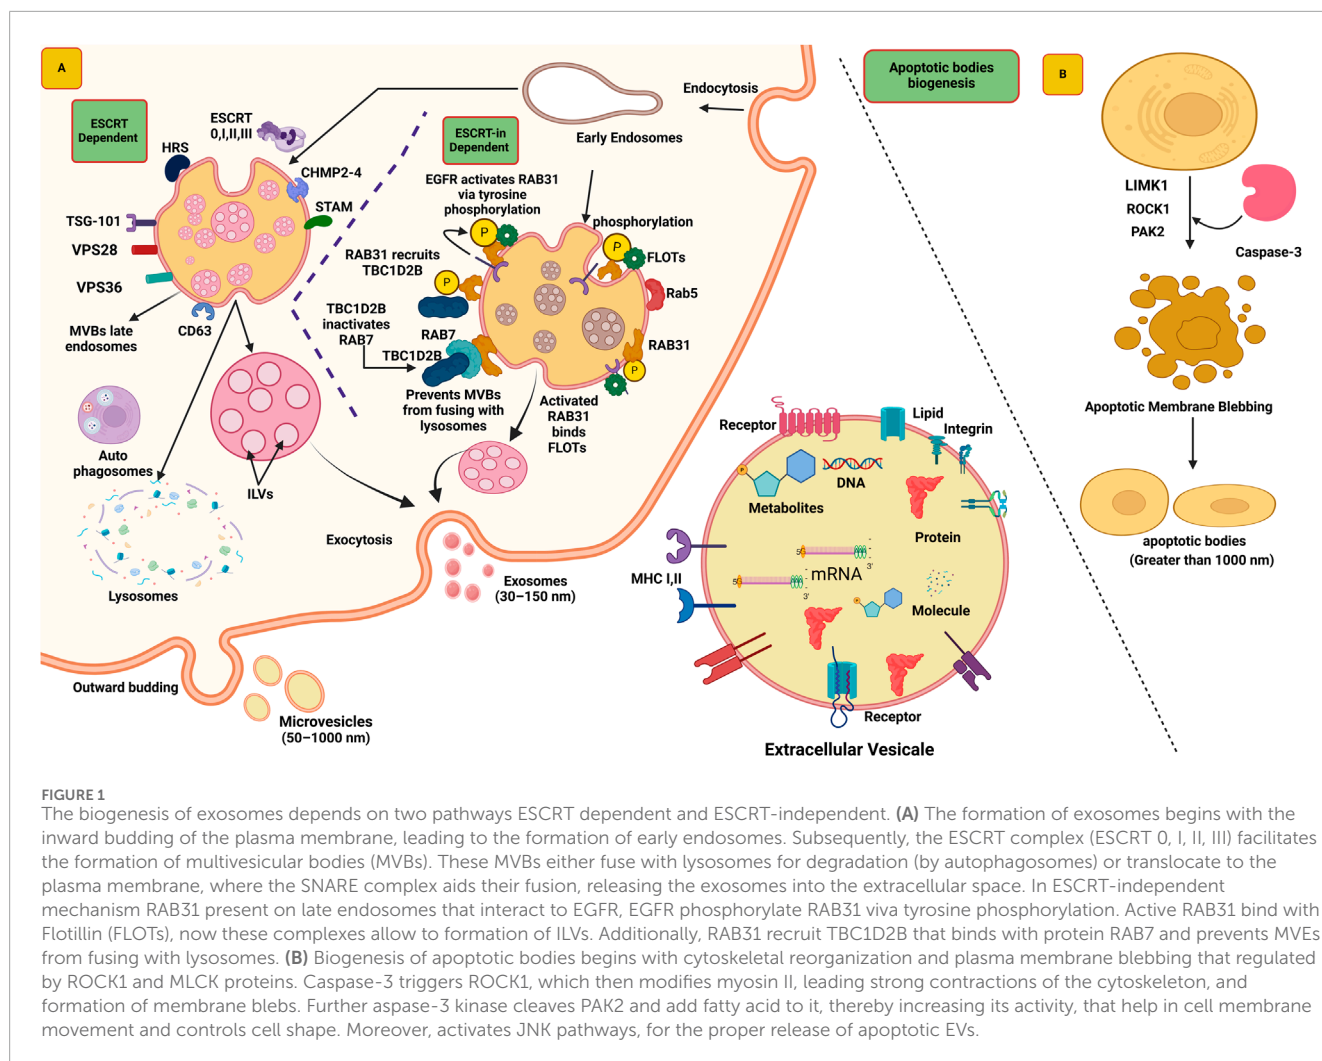 A
ESCRT
Dependent
ESCRT
0,I,II,III
HRS
CHMP2-4
STAM
TSG-101
VPS28
VPS36
CD63
MVBs late
endosomes
Auto
phagosomes
ILVs
Lysosomes
Early Endosomes
Endocytosis
ESCRT-in
Dependent
EGFR activates RAB31
via tyrosine
phosphorylation
P
phosphorylation
P
FLOTs
RAB31 recruits
TBC1D2B
P
Rab5
TBC1D2B
inactivates
RAB7
RAB7
TBC1D2B
RAB31
P
Prevents MVBs
from fusing with
lysosomes
Activated
RAB31
binds
FLOTs
Exocytosis
Exosomes
(30–150 nm)
Outward budding
Microvesicles
(50–1000 nm)
Receptor
Lipid
Integrin
P
DNA
Metabolites
Protein
MHC I,II
5'G
3'
mRNA
5'G
3'
P
Molecule
Receptor
Extracellular Vesicale
Apoptotic bodies
biogenesis
B
LIMK1
ROCK1
PAK2
Caspase-3
Apoptotic Membrane Blebbing
apoptotic bodies
(Greater than 1000 nm)
FIGURE 1
The biogenesis of exosomes depends on two pathways ESCRT dependent and ESCRT-independent. (A) The formation of exosomes begins with the
inward budding of the plasma membrane, leading to the formation of early endosomes. Subsequently, the ESCRT complex (ESCRT 0, I, II, III) facilitates
the formation of multivesicular bodies (MVBs). These MVBs either fuse with lysosomes for degradation (by autophagosomes) or translocate to the
plasma membrane, where the SNARE complex aids their fusion, releasing the exosomes into the extracellular space. In ESCRT-independent
mechanism RAB31 present on late endosomes that interact to EGFR, EGFR phosphorylate RAB31 viva tyrosine phosphorylation. Active RAB31 bind with
Flotillin (FLOTs), now these complexes allow to formation of ILVs. Additionally, RAB31 recruit TBC1D2B that binds with protein RAB7 and prevents MVEs
from fusing with lysosomes. (B) Biogenesis of apoptotic bodies begins with cytoskeletal reorganization and plasma membrane blebbing that regulated
by ROCK1 and MLCK proteins. Caspase-3 triggers ROCK1, which then modifies myosin II, leading strong contractions of the cytoskeleton, and
formation of membrane blebs. Further aspase-3 kinase cleaves PAK2 and add fatty acid to it, thereby increasing its activity, that help in cell membrane
movement and controls cell shape. Moreover, activates JNK pathways, for the proper release of apoptotic EVs.